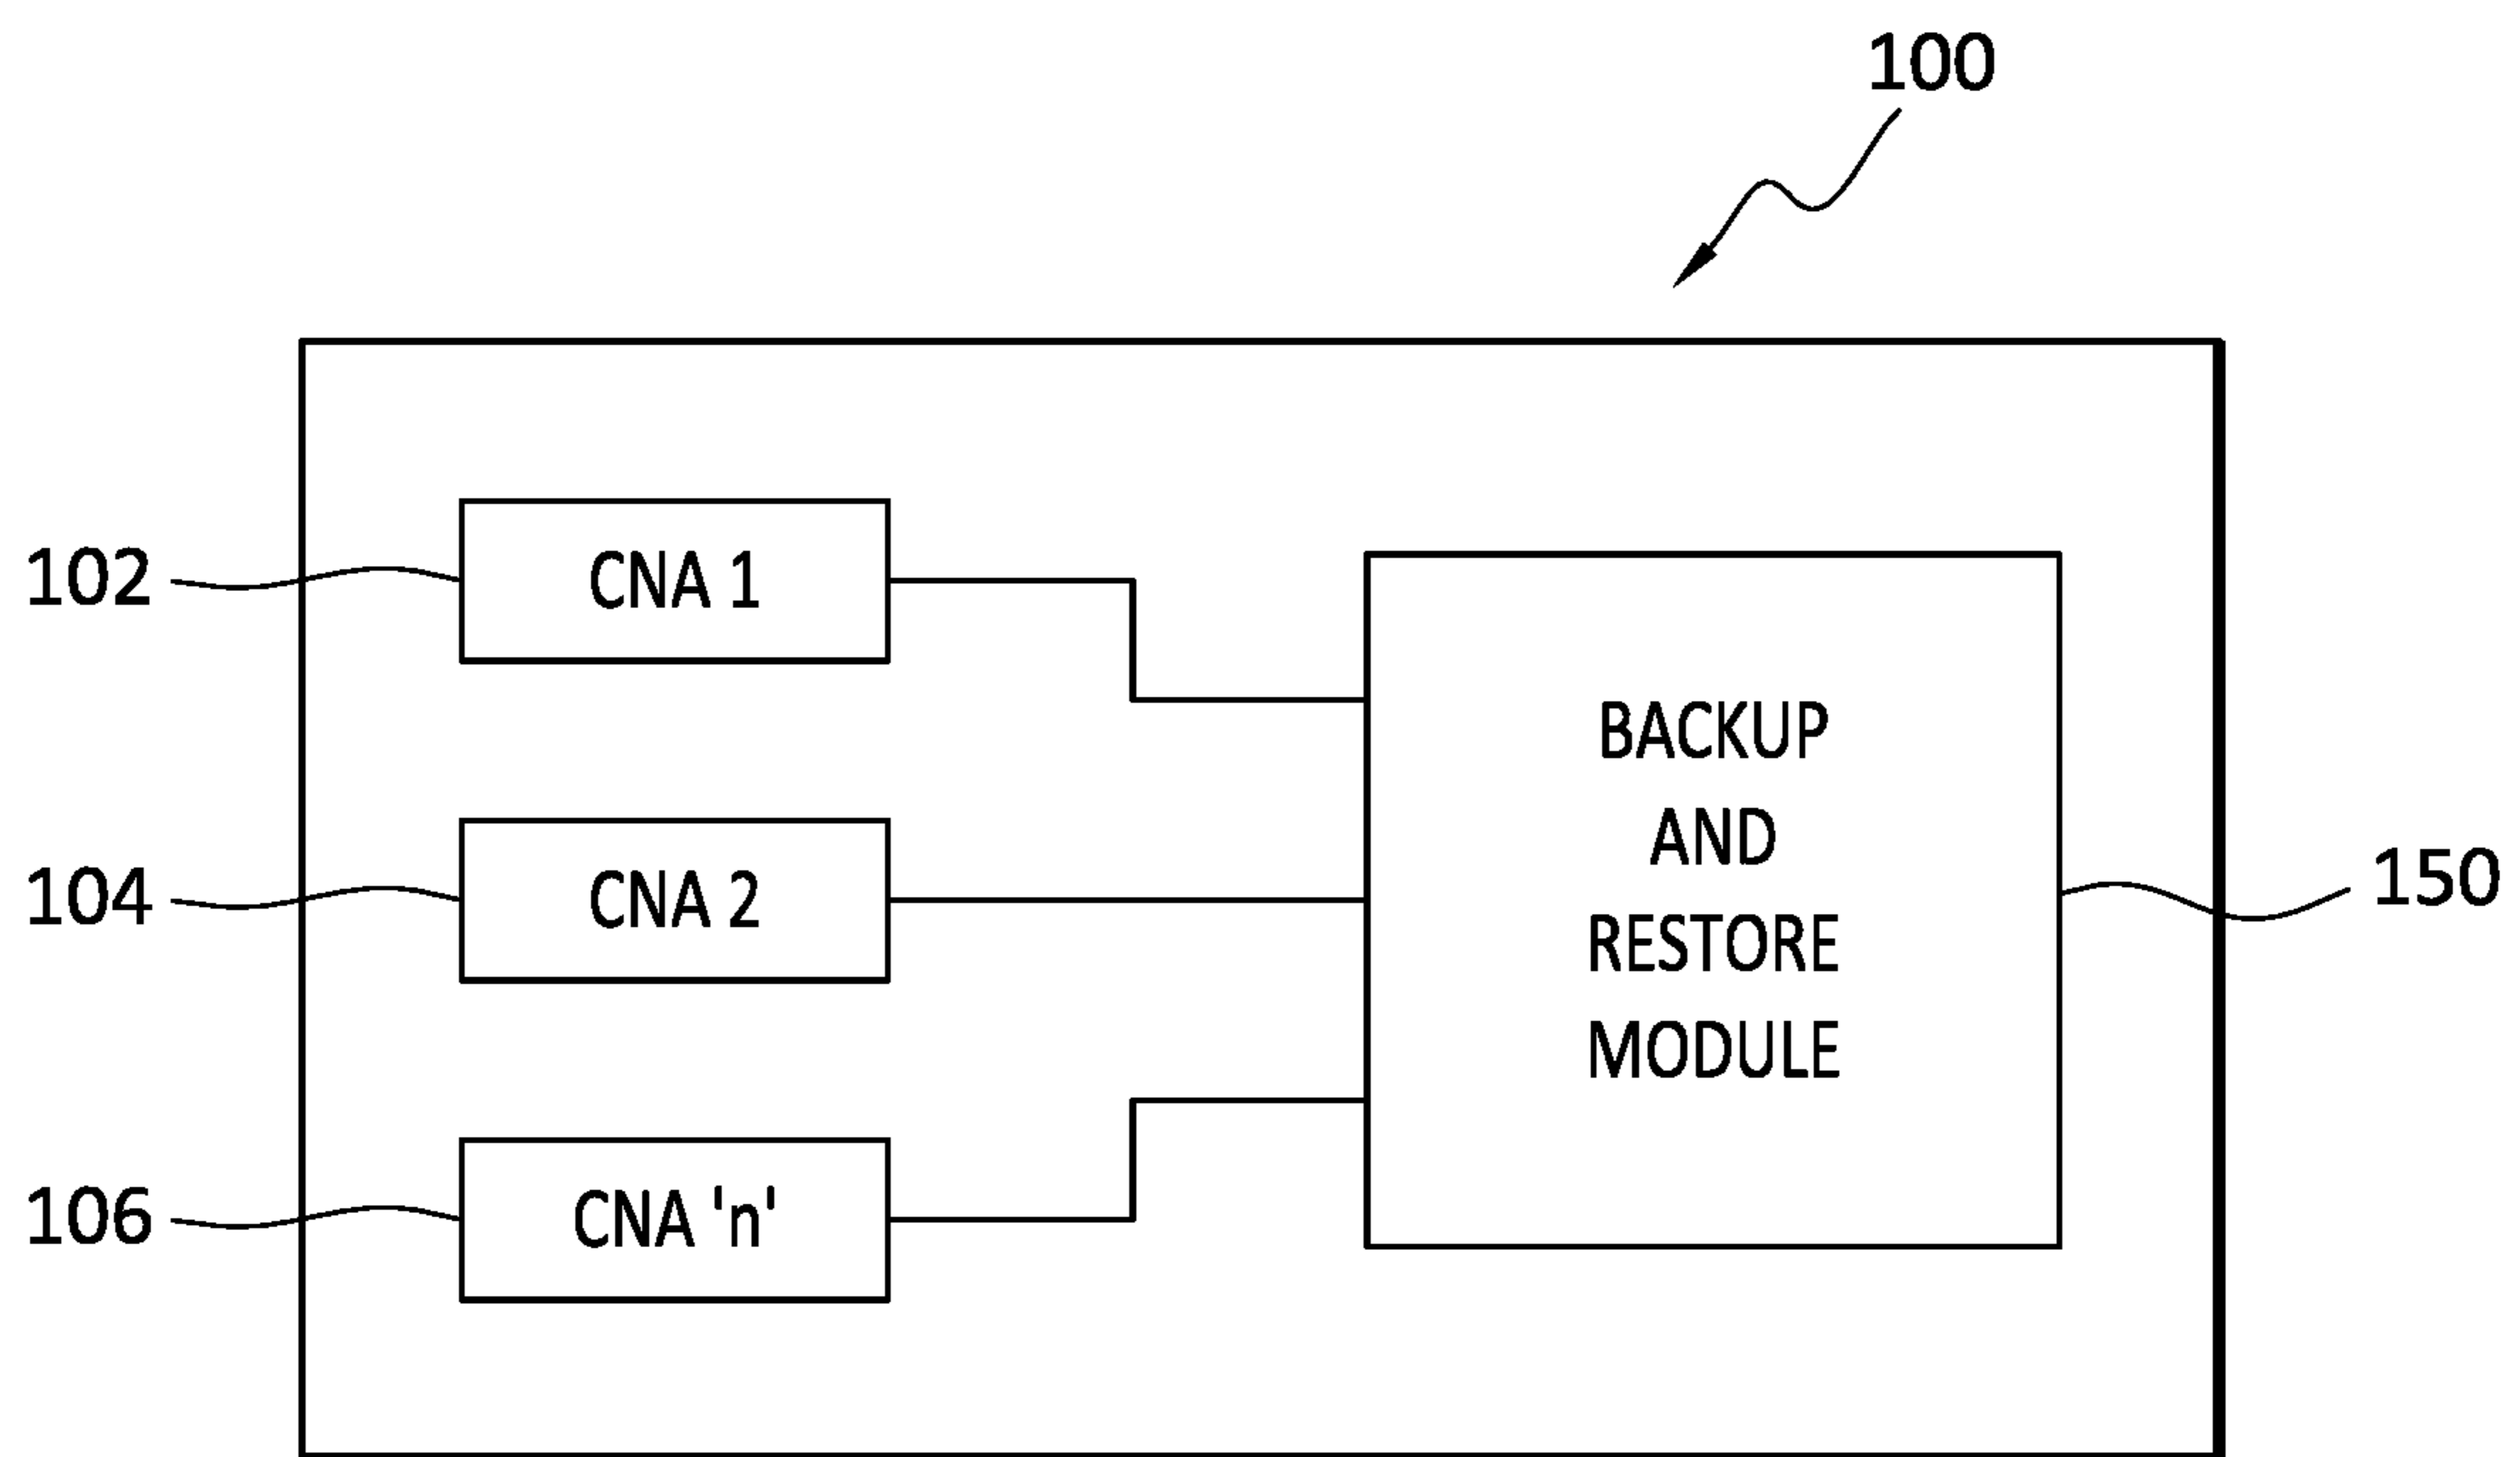 100
102
CNA 1
BACKUP
AND
RESTORE
MODULE
104
CNA 2
150
106
CNA 'n'